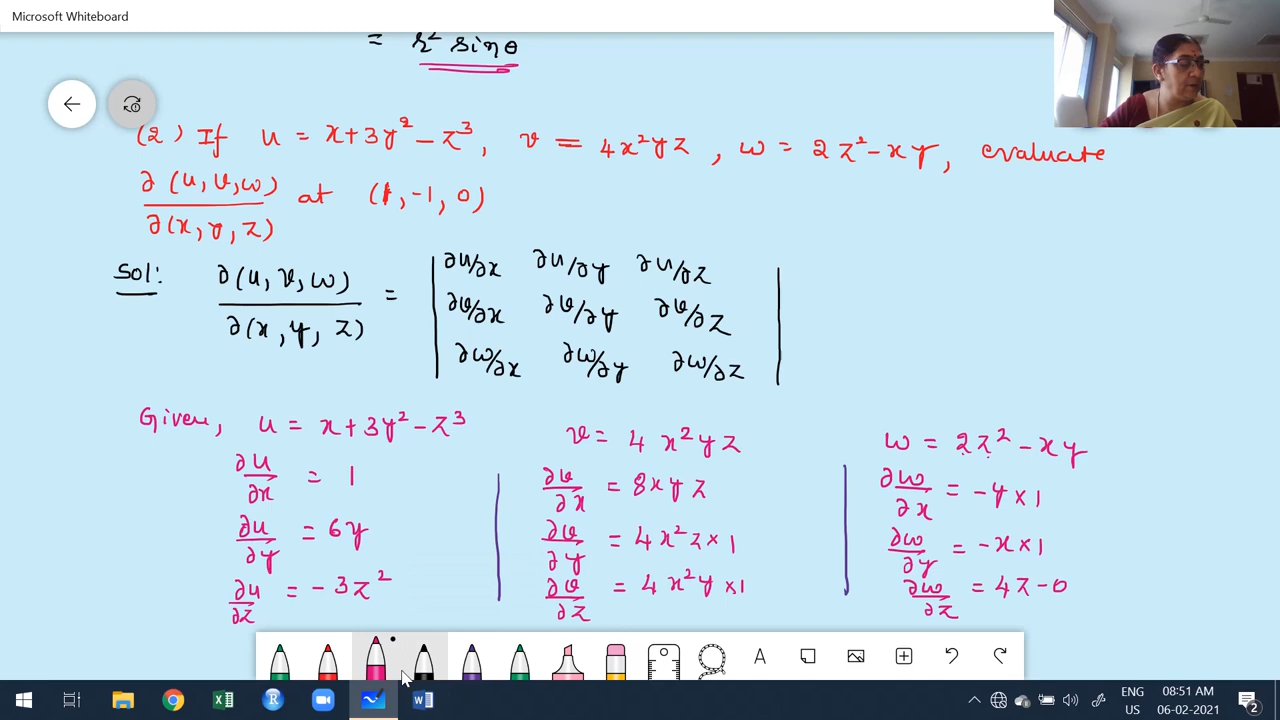 Microsoft Whiteboard
= r² sinθ
(2) If u = x+3y²-z³, v = 4x²yz, w = 2z²-xy, evaluate
∂(u,v,w)/∂(x,y,z) at (1,-1,0)
Sol: ∂(u,v,w)/∂(x,y,z) = | ∂u/∂x ∂u/∂y ∂u/∂z |
| ∂v/∂x ∂v/∂y ∂v/∂z |
| ∂w/∂x ∂w/∂y ∂w/∂z |
Given, u = x+3y²-z³
∂u/∂x = 1
∂u/∂y = 6y
∂u/∂z = -3z²
v = 4x²yz
∂v/∂x = 8xyz
∂v/∂y = 4x²z×1
∂v/∂z = 4x²y×1
w = 2z²-xy
∂w/∂x = -y×1
∂w/∂y = -x×1
∂w/∂z = 4z-0
A
ENG
US
08:51 AM
06-02-2021
2